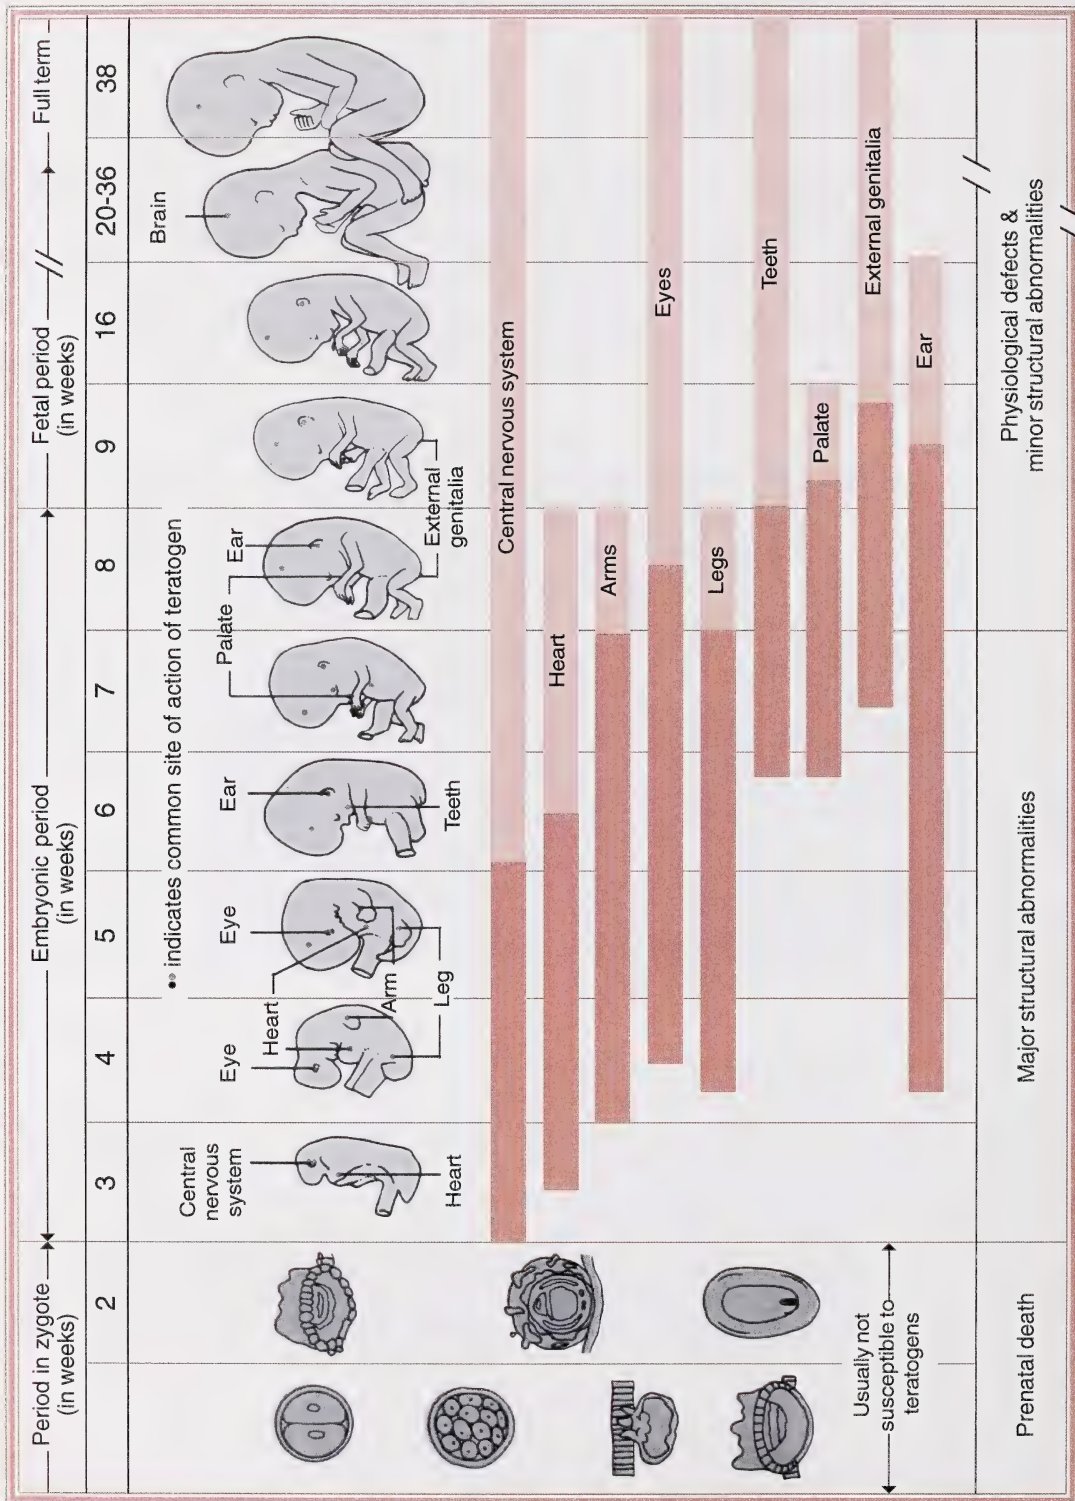 Period in zygote
(in weeks)
Embryonic period
(in weeks)
Fetal period
(in weeks)
Full term
2
3
4
5
6
7
8
9
16
20-36
38
•• indicates common site of action of teratogen
Central
nervous
system
Heart
Eye
Heart
Arm
Leg
Eye
Ear
Teeth
Palate
Ear
External
genitalia
Brain
Central nervous system
Heart
Arms
Eyes
Legs
Teeth
Palate
External genitalia
Ear
Usually not
susceptible to
teratogens
Prenatal death
Major structural abnormalities
Physiological defects &
minor structural abnormalities